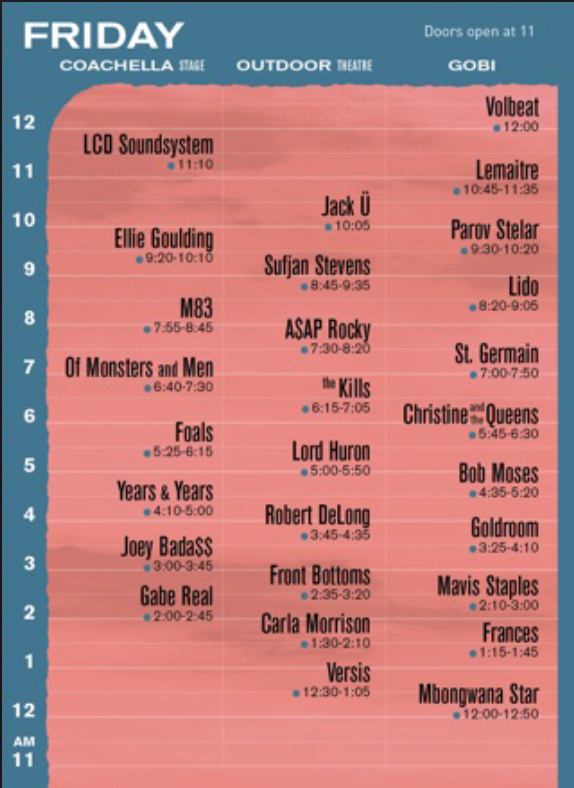 FRIDAY
Doors open at 11
COACHELLA STAGE
OUTDOOR THEATRE
GOBI
12
11
10
9
8
7
6
5
4
3
2
1
12
AM
11
LCD Soundsystem
11:10
Ellie Goulding
9:20-10:10
M83
7:55-8:45
Of Monsters and Men
6:40-7:30
Foals
5:25-6:15
Years & Years
4:10-5:00
Joey Bada$$
3:00-3:45
Gabe Real
2:00-2:45
Jack Ü
10:05
Sufjan Stevens
8:45-9:35
A$AP Rocky
7:30-8:20
the Kills
6:15-7:05
Lord Huron
5:00-5:50
Robert DeLong
3:45-4:35
Front Bottoms
2:35-3:20
Carla Morrison
1:30-2:10
Versis
12:30-1:05
Volbeat
12:00
Lemaitre
10:45-11:35
Parov Stelar
9:30-10:20
Lido
8:20-9:05
St. Germain
7:00-7:50
Christine and the Queens
5:45-6:30
Bob Moses
4:35-5:20
Goldroom
3:25-4:10
Mavis Staples
2:10-3:00
Frances
1:15-1:45
Mbongwana Star
12:00-12:50